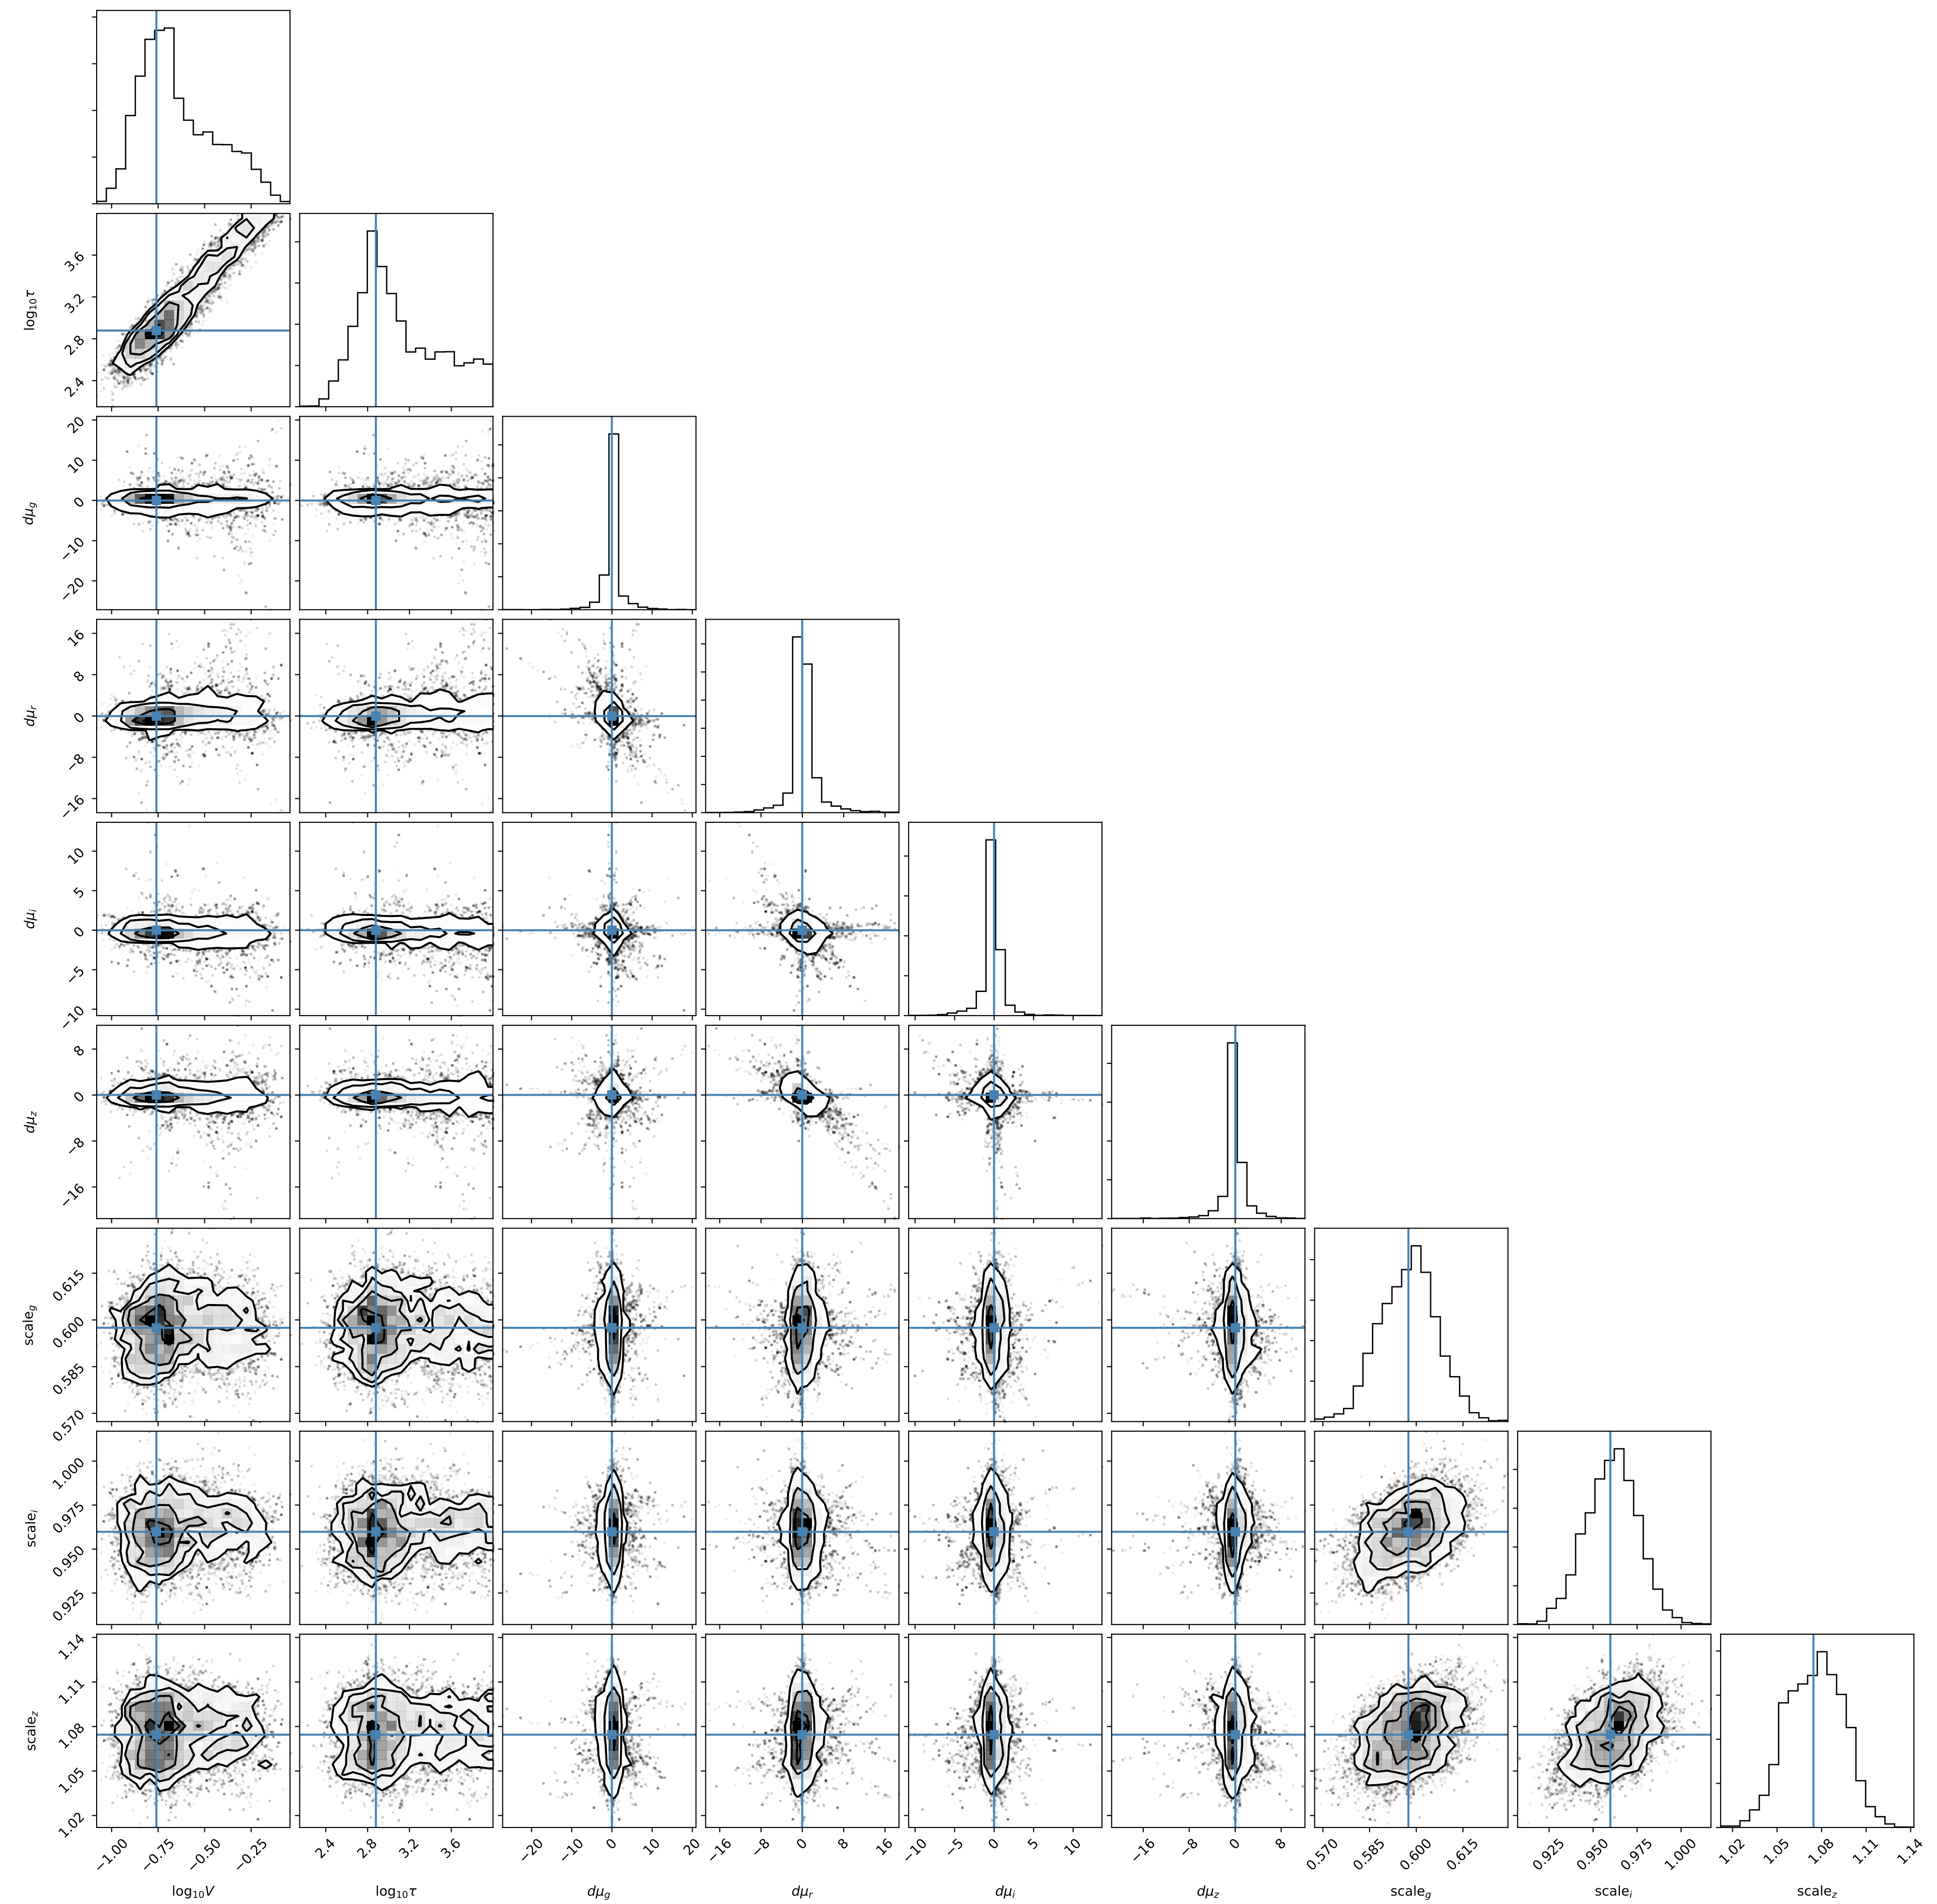 3.6
3.2
2.8
2.4
log₁₀τ
20
10
0
−10
−20
dμ_g
16
8
0
−8
−16
dμ_r
10
5
0
−5
−10
dμ_i
8
0
−8
−16
dμ_z
0.615
0.600
0.585
0.570
scale_g
1.000
0.975
0.950
0.925
scale_i
1.14
1.11
1.08
1.05
1.02
scale_z
−1.00 −0.75 −0.50 −0.25
2.4 2.8 3.2 3.6
−20 −10 0 10 20
−16 −8 0 8 16
−10 −5 0 5 10
−16 −8 0 8
0.570 0.585 0.600 0.615
0.925 0.950 0.975 1.000
1.02 1.05 1.08 1.11 1.14
log₁₀V log₁₀τ dμ_g dμ_r dμ_i dμ_z scale_g scale_i scale_z